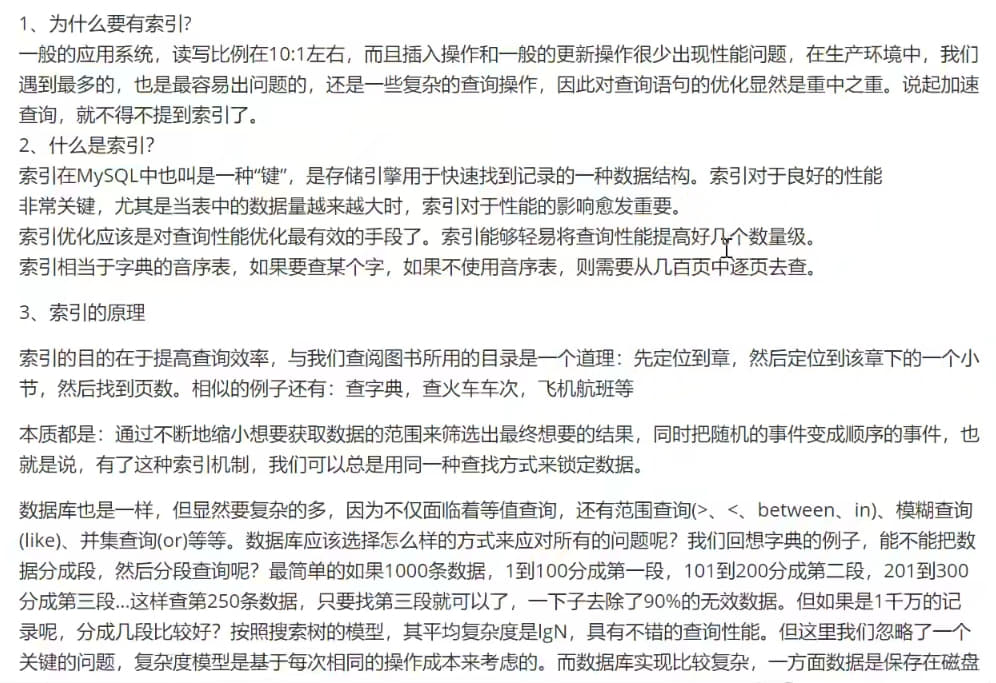 1、为什么要有索引?
一般的应用系统，读写比例在10:1左右，而且插入操作和一般的更新操作很少出现性能问题，在生产环境中，我们
遇到最多的，也是最容易出问题的，还是一些复杂的查询操作，因此对查询语句的优化显然是重中之重。说起加速
查询，就不得不提到索引了。
2、什么是索引?
索引在MySQL中也叫是一种“键”，是存储引擎用于快速找到记录的一种数据结构。索引对于良好的性能
非常关键，尤其是当表中的数据量越来越大时，索引对于性能的影响愈发重要。
索引优化应该是对查询性能优化最有效的手段了。索引能够轻易将查询性能提高好几个数量级。
索引相当于字典的音序表，如果要查某个字，如果不使用音序表，则需要从几百页中逐页去查。
3、索引的原理
索引的目的在于提高查询效率，与我们查阅图书所用的目录是一个道理：先定位到章，然后定位到该章下的一个小
节，然后找到页数。相似的例子还有：查字典，查火车车次，飞机航班等
本质都是：通过不断地缩小想要获取数据的范围来筛选出最终想要的结果，同时把随机的事件变成顺序的事件，也
就是说，有了这种索引机制，我们可以总是用同一种查找方式来锁定数据。
数据库也是一样，但显然要复杂的多，因为不仅面临着等值查询，还有范围查询(>、<、between、in)、模糊查询
(like)、并集查询(or)等等。数据库应该选择怎么样的方式来应对所有的问题呢？我们回想字典的例子，能不能把数
据分成段，然后分段查询呢？最简单的如果1000条数据，1到100分成第一段，101到200分成第二段，201到300
分成第三段...这样查第250条数据，只要找第三段就可以了，一下子去除了90%的无效数据。但如果是1千万的记
录呢，分成几段比较好？按照搜索树的模型，其平均复杂度是lgN，具有不错的查询性能。但这里我们忽略了一个
关键的问题，复杂度模型是基于每次相同的操作成本来考虑的。而数据库实现比较复杂，一方面数据是保存在磁盘